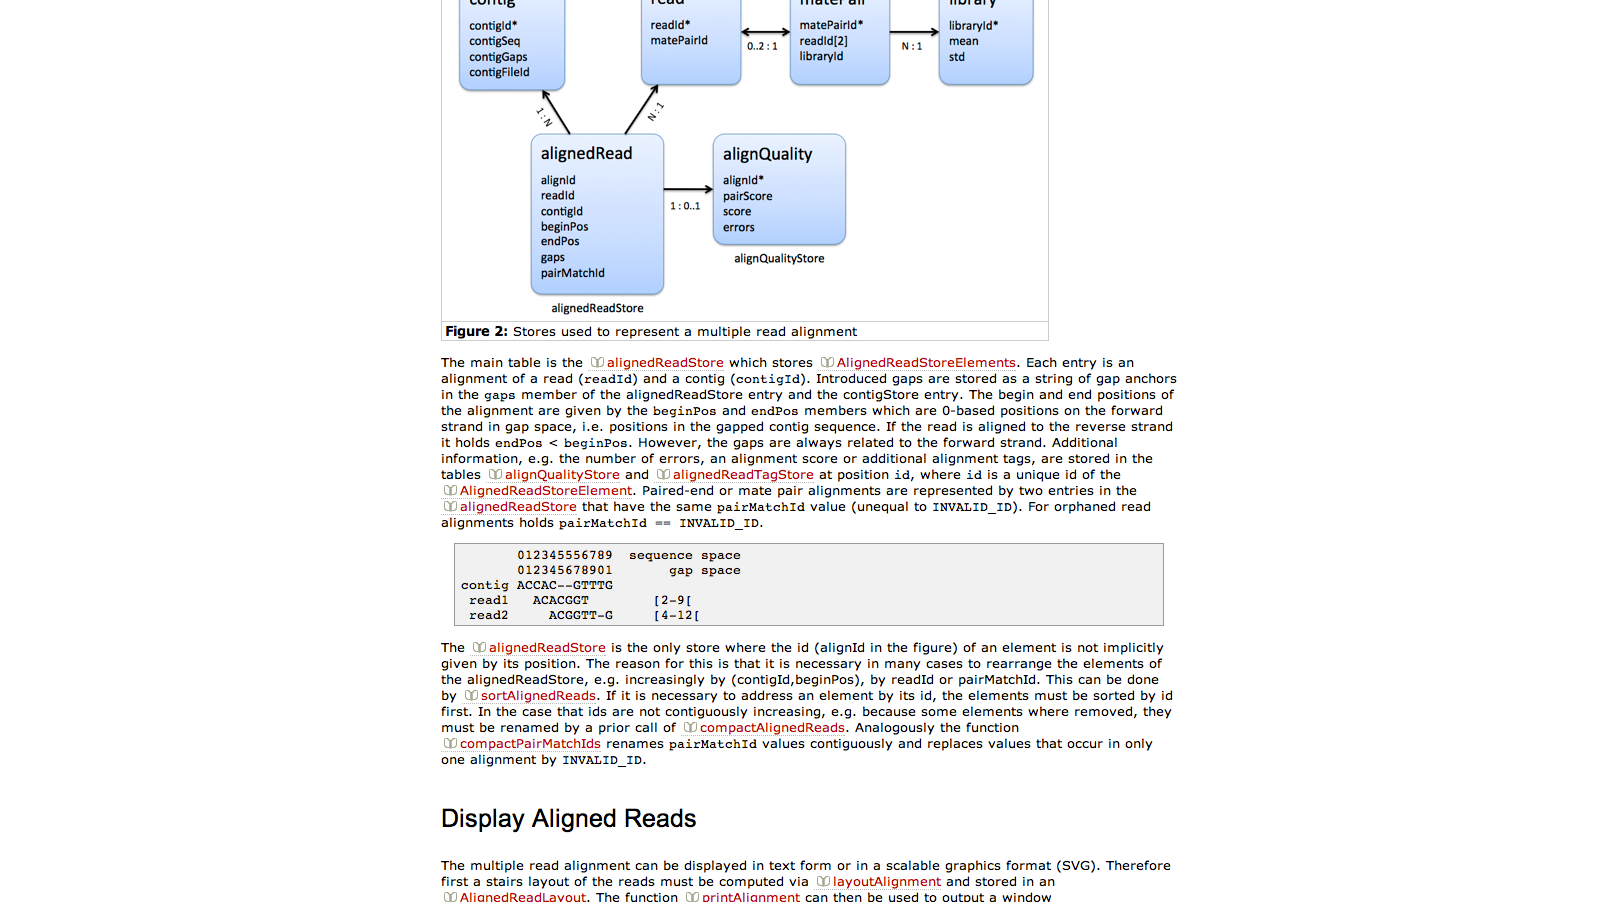 contig
read
matePair
library
contigId*
contigSeq
contigGaps
contigFileId
readId*
matePairId
0..2 : 1
matePairId*
readId[2]
libraryId
N : 1
libraryId*
mean
std
1 : N
N : 1
alignedRead
alignId
readId
contigId
beginPos
endPos
gaps
pairMatchId
alignedReadStore
1 : 0..1
alignQuality
alignId*
pairScore
score
errors
alignQualityStore
Figure 2: Stores used to represent a multiple read alignment
The main table is the alignedReadStore which stores AlignedReadStoreElements. Each entry is an
alignment of a read (readId) and a contig (contigId). Introduced gaps are stored as a string of gap anchors
in the gaps member of the alignedReadStore entry and the contigStore entry. The begin and end positions of
the alignment are given by the beginPos and endPos members which are 0-based positions on the forward
strand in gap space, i.e. positions in the gapped contig sequence. If the read is aligned to the reverse strand
it holds endPos < beginPos. However, the gaps are always related to the forward strand. Additional
information, e.g. the number of errors, an alignment score or additional alignment tags, are stored in the
tables alignQualityStore and alignedReadTagStore at position id, where id is a unique id of the
AlignedReadStoreElement. Paired-end or mate pair alignments are represented by two entries in the
alignedReadStore that have the same pairMatchId value (unequal to INVALID_ID). For orphaned read
alignments holds pairMatchId == INVALID_ID.
012345556789 sequence space
012345678901 gap space
contig ACCAC--GTTTG
read1 ACACGGT [2-9[
read2 ACGGTT-G [4-12[
The alignedReadStore is the only store where the id (alignId in the figure) of an element is not implicitly
given by its position. The reason for this is that it is necessary in many cases to rearrange the elements of
the alignedReadStore, e.g. increasingly by (contigId,beginPos), by readId or pairMatchId. This can be done
by sortAlignedReads. If it is necessary to address an element by its id, the elements must be sorted by id
first. In the case that ids are not contiguously increasing, e.g. because some elements where removed, they
must be renamed by a prior call of compactAlignedReads. Analogously the function
compactPairMatchIds renames pairMatchId values contiguously and replaces values that occur in only
one alignment by INVALID_ID.
Display Aligned Reads
The multiple read alignment can be displayed in text form or in a scalable graphics format (SVG). Therefore
first a stairs layout of the reads must be computed via layoutAlignment and stored in an
AlignedReadLayout. The function printAlignment can then be used to output a window